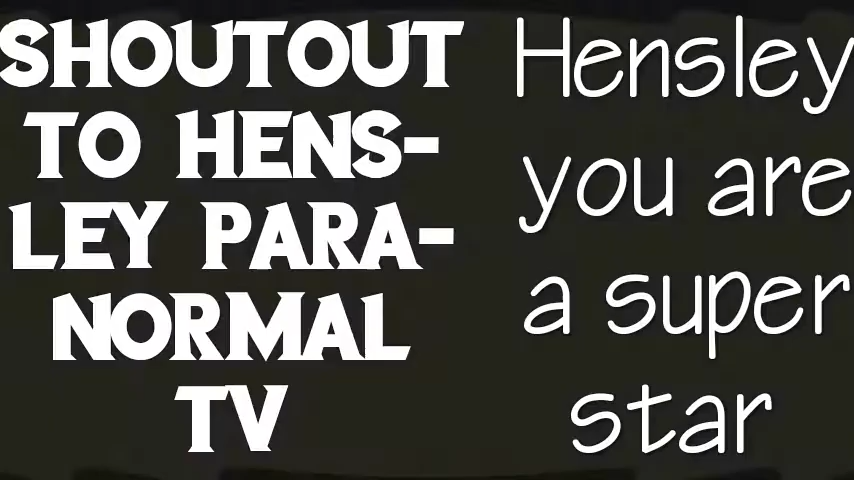 SHOUTOUT
TO HENS-
LEY PARA-
NORMAL
TV
Hensley
you are
a super
star